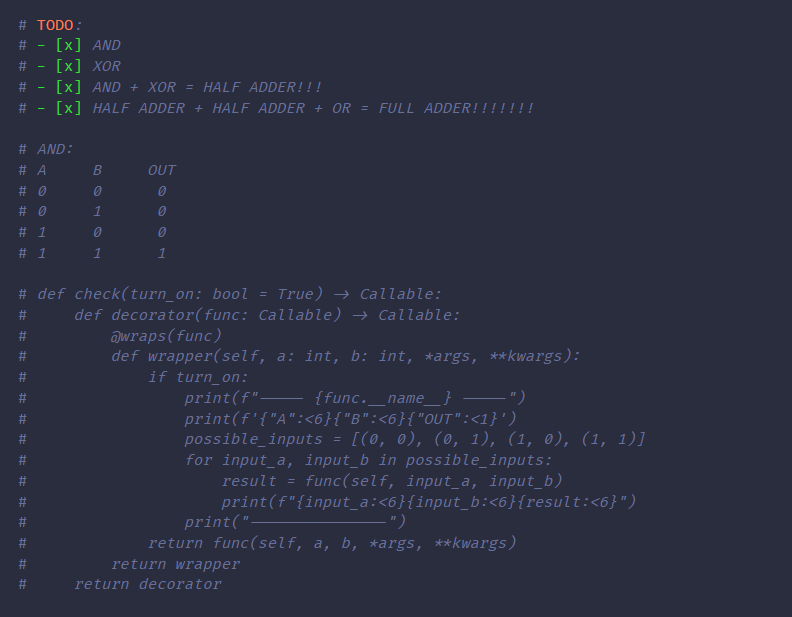 # TODO:
# - [x] AND
# - [x] XOR
# - [x] AND + XOR = HALF ADDER!!!
# - [x] HALF ADDER + HALF ADDER + OR = FULL ADDER!!!!!!!
# AND:
# A     B     OUT
# 0     0      0
# 0     1      0
# 1     0      0
# 1     1      1
# def check(turn_on: bool = True) -> Callable:
#     def decorator(func: Callable) -> Callable:
#         @wraps(func)
#         def wrapper(self, a: int, b: int, *args, **kwargs):
#             if turn_on:
#                 print(f"----- {func.__name__} -----")
#                 print(f'{"A":<6}{"B":<6}{"OUT":<1}')
#                 possible_inputs = [(0, 0), (0, 1), (1, 0), (1, 1)]
#                 for input_a, input_b in possible_inputs:
#                     result = func(self, input_a, input_b)
#                     print(f"{input_a:<6}{input_b:<6}{result:<6}")
#                 print("---------------")
#             return func(self, a, b, *args, **kwargs)
#         return wrapper
#     return decorator